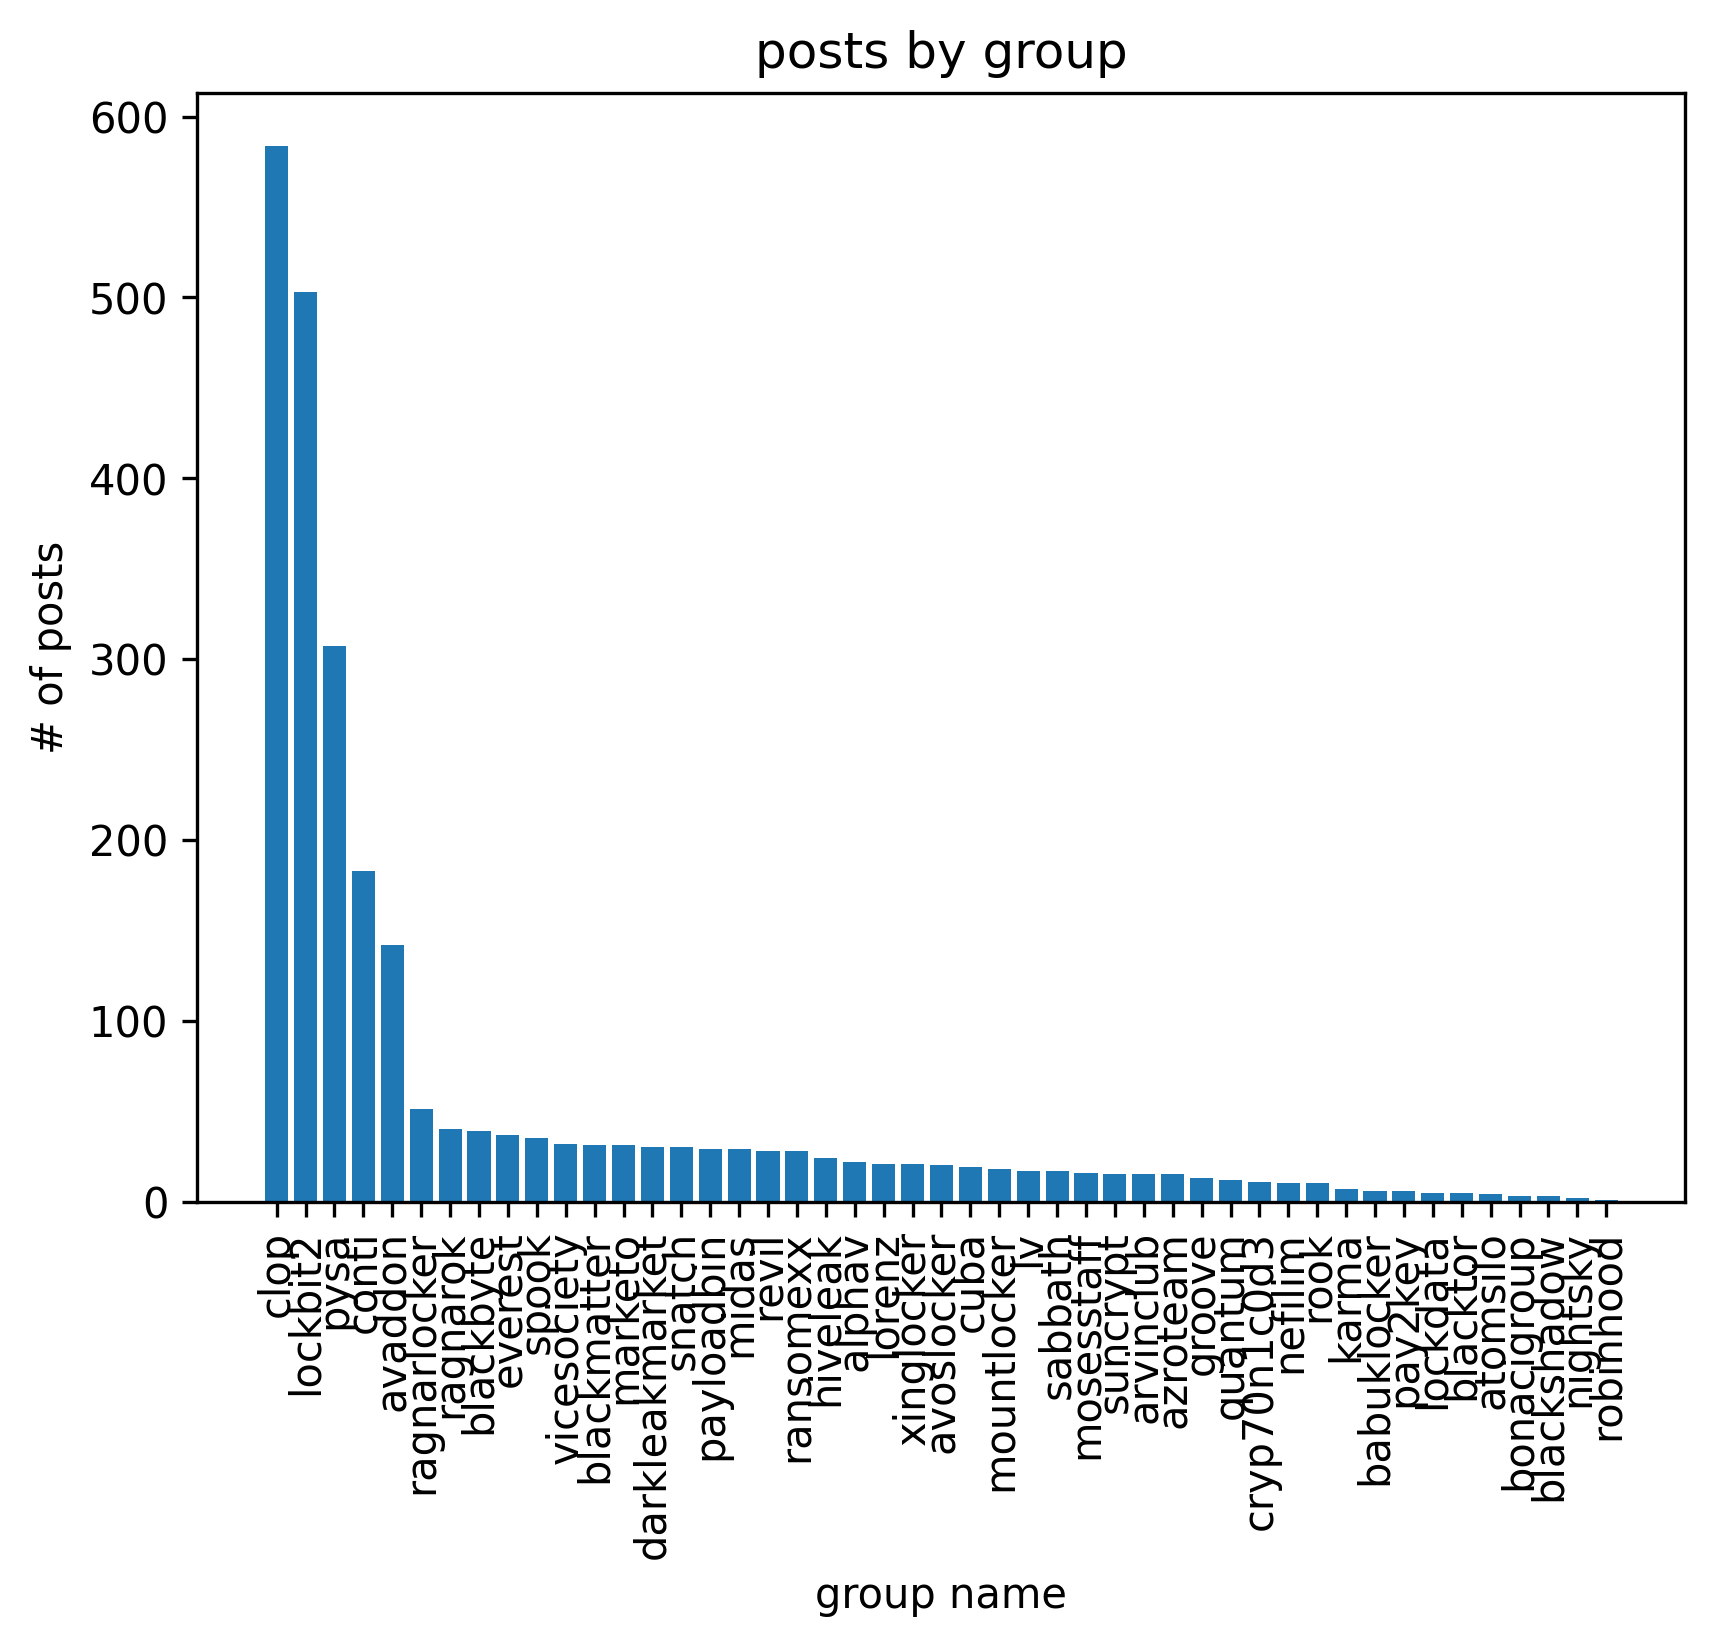 posts by group
# of posts
600
500
400
300
200
100
0
clop
lockbit2
pysa
conti
avaddon
ragnarlocker
ragnarok
blackbyte
everest
spook
vicesociety
blackmatter
marketo
darkleakmarket
snatch
payloadbin
midas
revil
ransomexx
hiveleak
alphav
lorenz
xinglocker
avoslocker
cuba
mountlocker
lv
sabbath
mosesstaff
suncrypt
arvinclub
azroteam
groove
quantum
cryp70n1c0d3
nefilim
rook
karma
babuklocker
pay2key
lockdata
blacktor
atomsilo
bonacigroup
blackshadow
nightsky
robinhood
group name